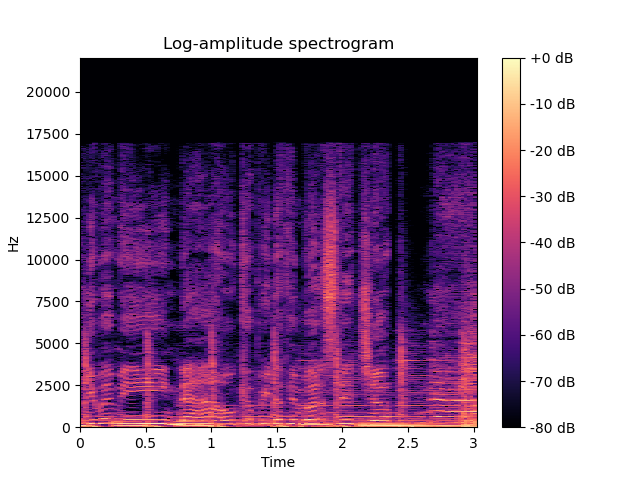 Log-amplitude spectrogram
+0 dB
20000
-10 dB
17500
-20 dB
15000
-30 dB
12500
Hz
10000
-40 dB
7500
-50 dB
5000
-60 dB
2500
-70 dB
0
-80 dB
0 0.5 1 1.5 2 2.5 3
Time